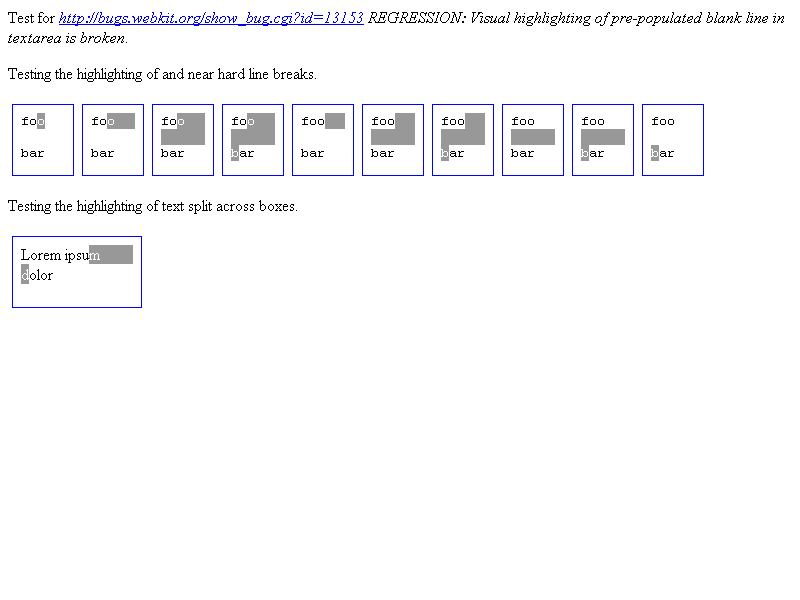 Test for http://bugs.webkit.org/show_bug.cgi?id=13153 REGRESSION: Visual highlighting of pre-populated blank line in
textarea is broken.
Testing the highlighting of and near hard line breaks.
foo foo foo foo foo foo foo foo foo foo
bar bar bar bar bar bar bar bar bar bar
Testing the highlighting of text split across boxes.
Lorem ipsum
dolor